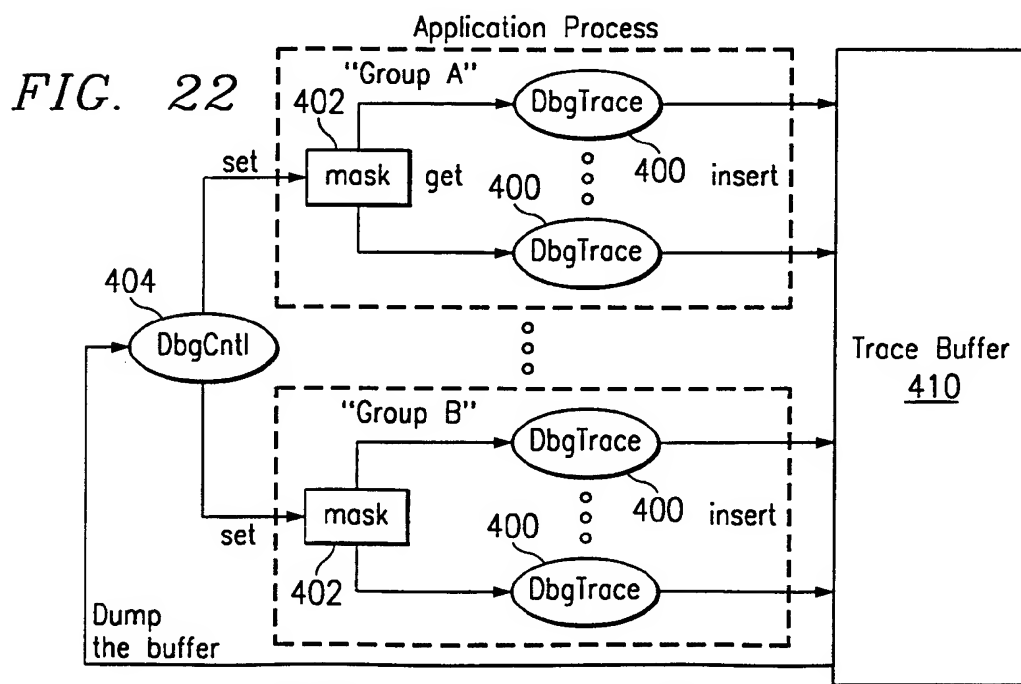 Application Process
FIG. 22
"Group A"
402
DbgTrace
400
set
mask
get
400
insert
DbgTrace
404
DbgCntl
Trace Buffer
410
"Group B"
DbgTrace
400
mask
400
insert
set
402
DbgTrace
Dump
the buffer